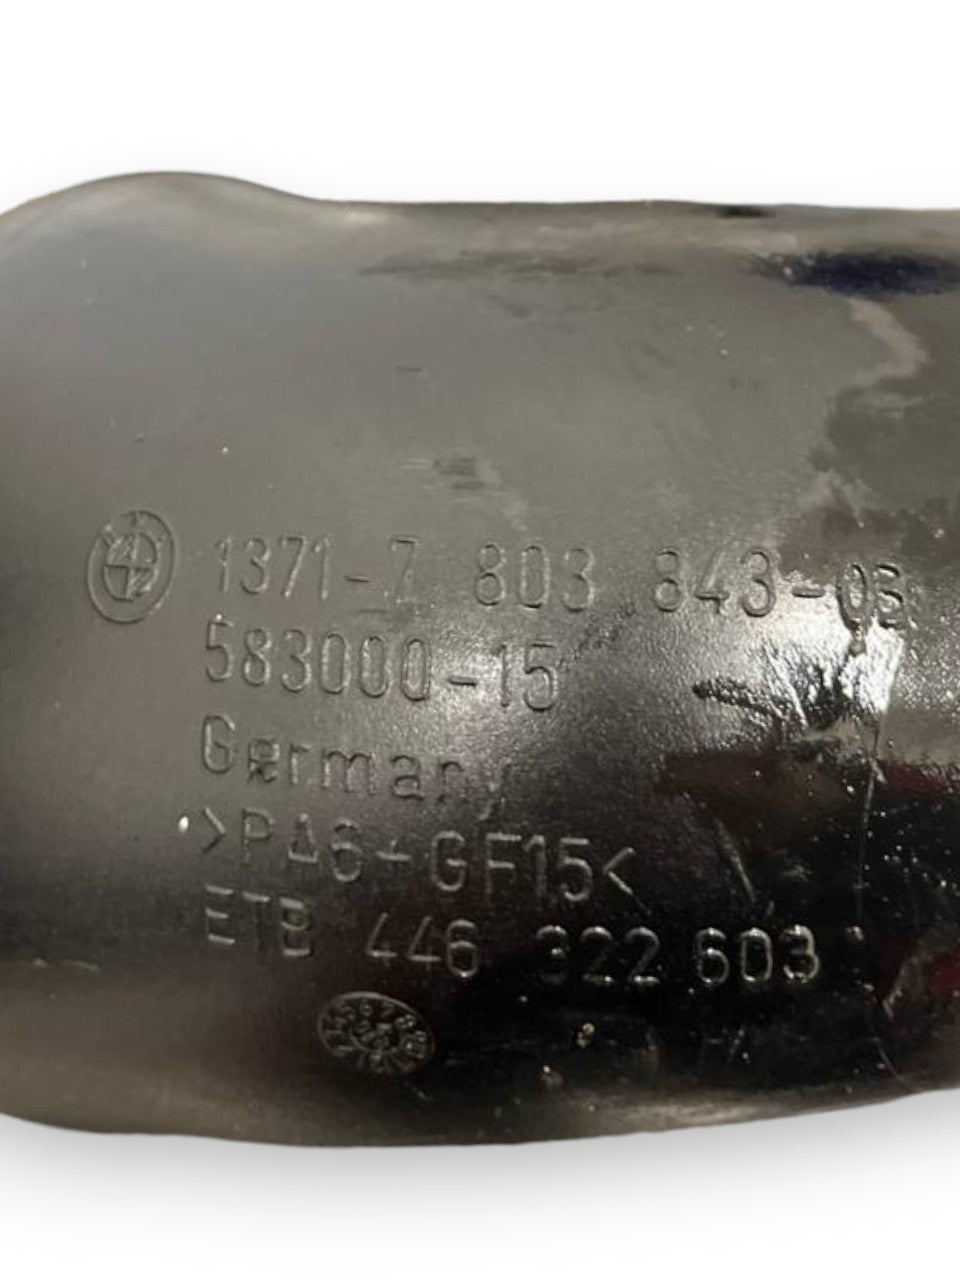 1371-7 803 843-03
583000-15
Germany
>PA6-GF15<
ETB 446 322 603